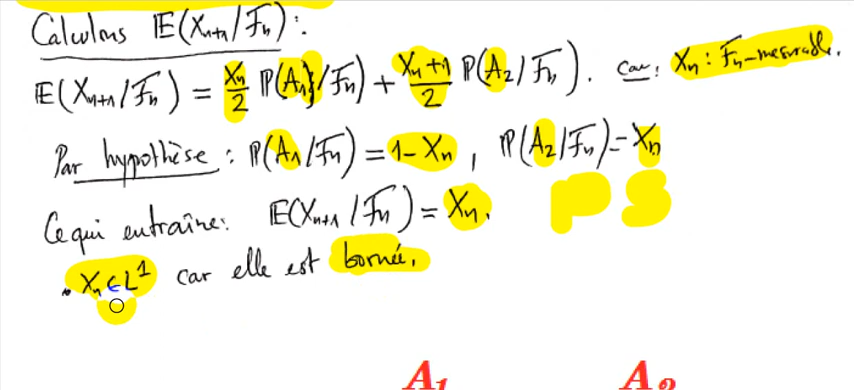 Calculons E(Xn+1/Fn):
E(Xn+1/Fn) = Xn/2 P(A1}/Fn) + Xn+1/2 P(A2/Fn). car: Xn: Fn-mesurable.
Par hypothèse: P(A1/Fn) = 1-Xn, P(A2/Fn) = Xn
Ce qui entraîne: E(Xn+1/Fn) = Xn. PS
. Xn ∈ L^1 car elle est bornée.
A1 A2